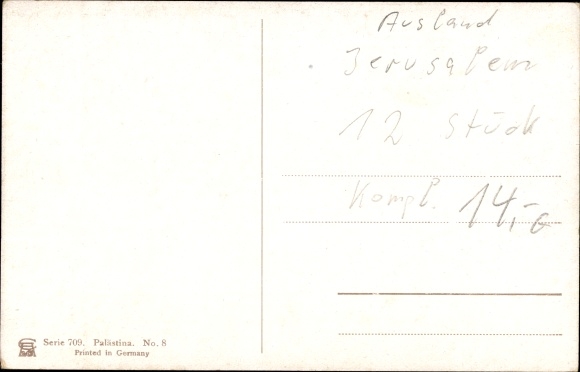 Ausland
Jerusalem
12 Stück
Kompl. 14,- €
Serie 709. Palästina. No. 8
Printed in Germany